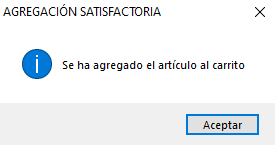 AGREGACIÓN SATISFACTORIA
Se ha agregado el artículo al carrito
Aceptar